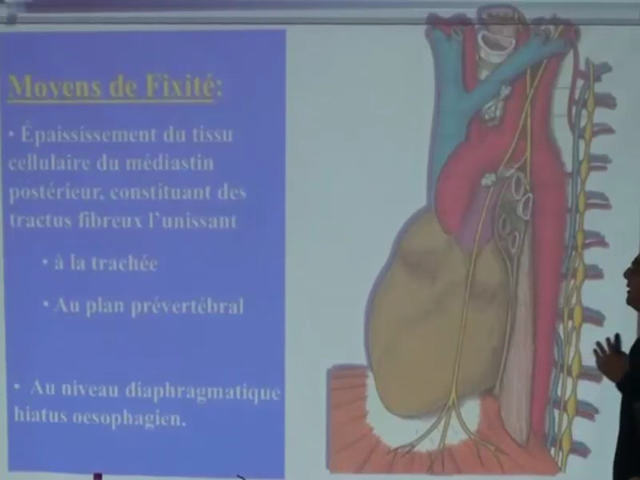 Moyens de Fixité:
• Épaississement du tissu
cellulaire du médiastin
postérieur, constituant des
tractus fibreux l'unissant
• à la trachée
• Au plan prévertébral
• Au niveau diaphragmatique
hiatus oesophagien.